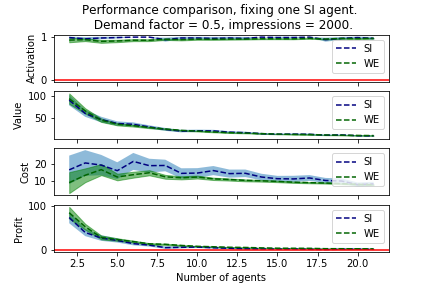 Performance comparison, fixing one SI agent.
Demand factor = 0.5, impressions = 2000.
Activation
1
0
SI
WE
Value
100
50
SI
WE
Cost
20
10
SI
WE
Profit
100
0
SI
WE
2.5 5.0 7.5 10.0 12.5 15.0 17.5 20.0
Number of agents